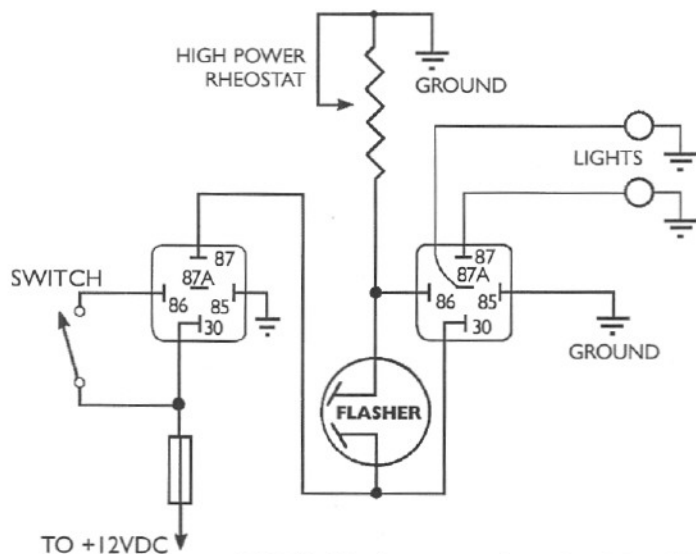 HIGH POWER
RHEOSTAT
GROUND
LIGHTS
87
87A
86
85
30
SWITCH
87
87A
86
85
30
GROUND
FLASHER
TO +12VDC